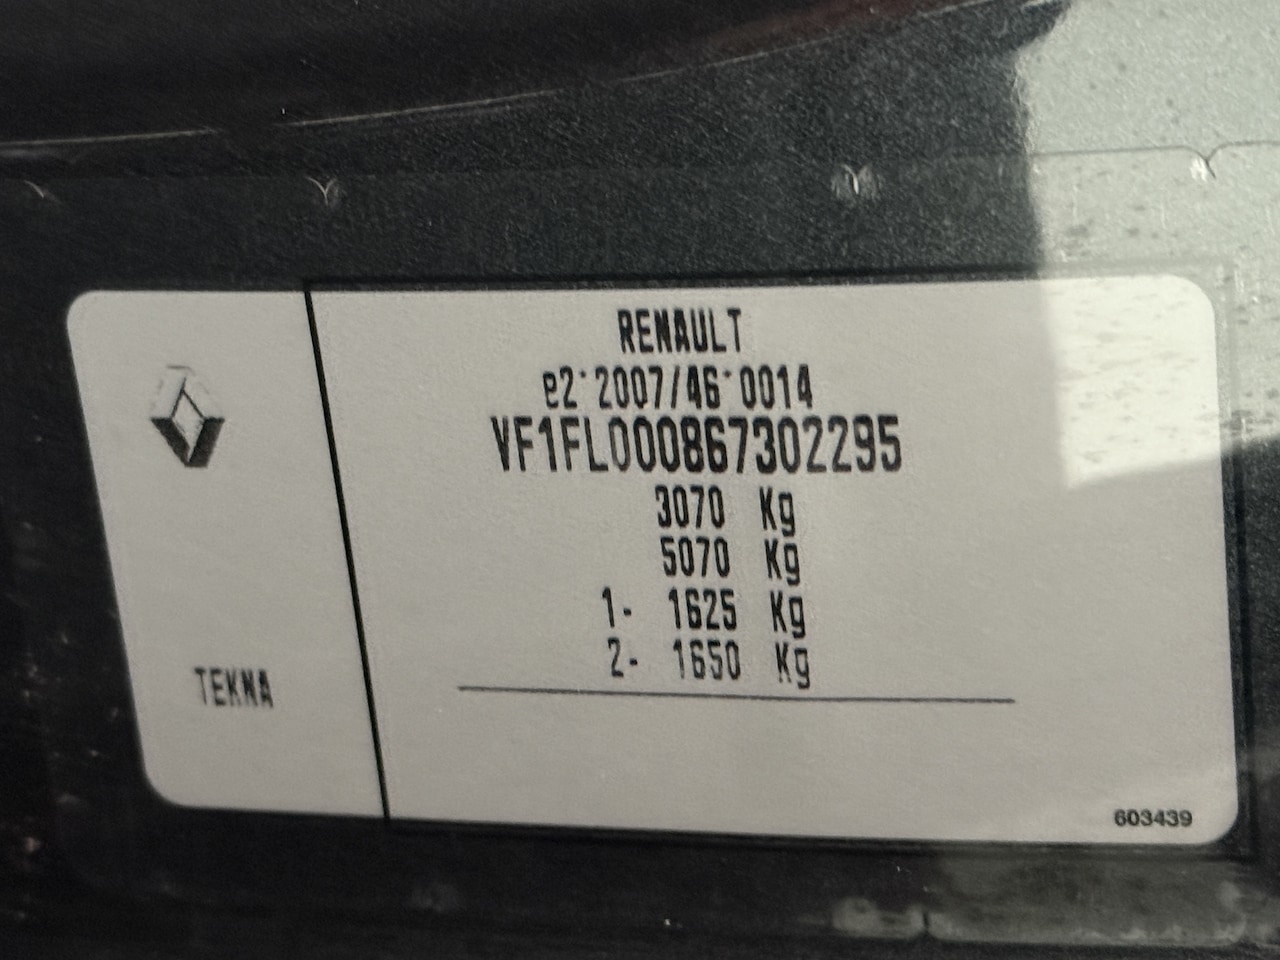 RENAULT
e2*2007/46*0014
VF1FL000867302295
3070 Kg
5070 Kg
1- 1625 Kg
2- 1650 Kg
TEKNA
603439